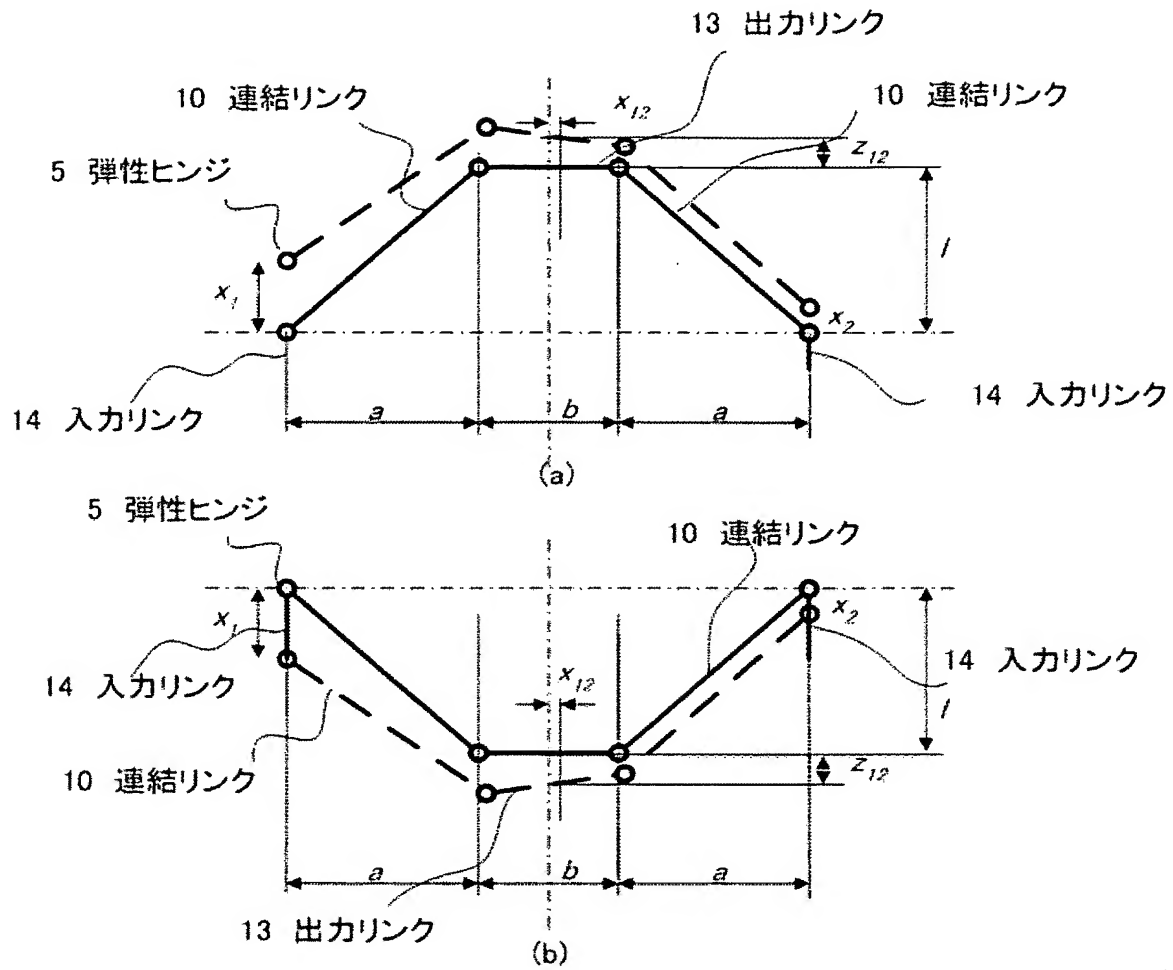 13 出力リンク
10 連結リンク
x12
10 連結リンク
z12
5 弾性ヒンジ
x1
l
x2
14 入力リンク
14 入力リンク
a
b
a
(a)
5 弾性ヒンジ
10 連結リンク
x1
x2
14 入力リンク
14 入力リンク
x12
l
10 連結リンク
z12
a
b
a
13 出力リンク
(b)